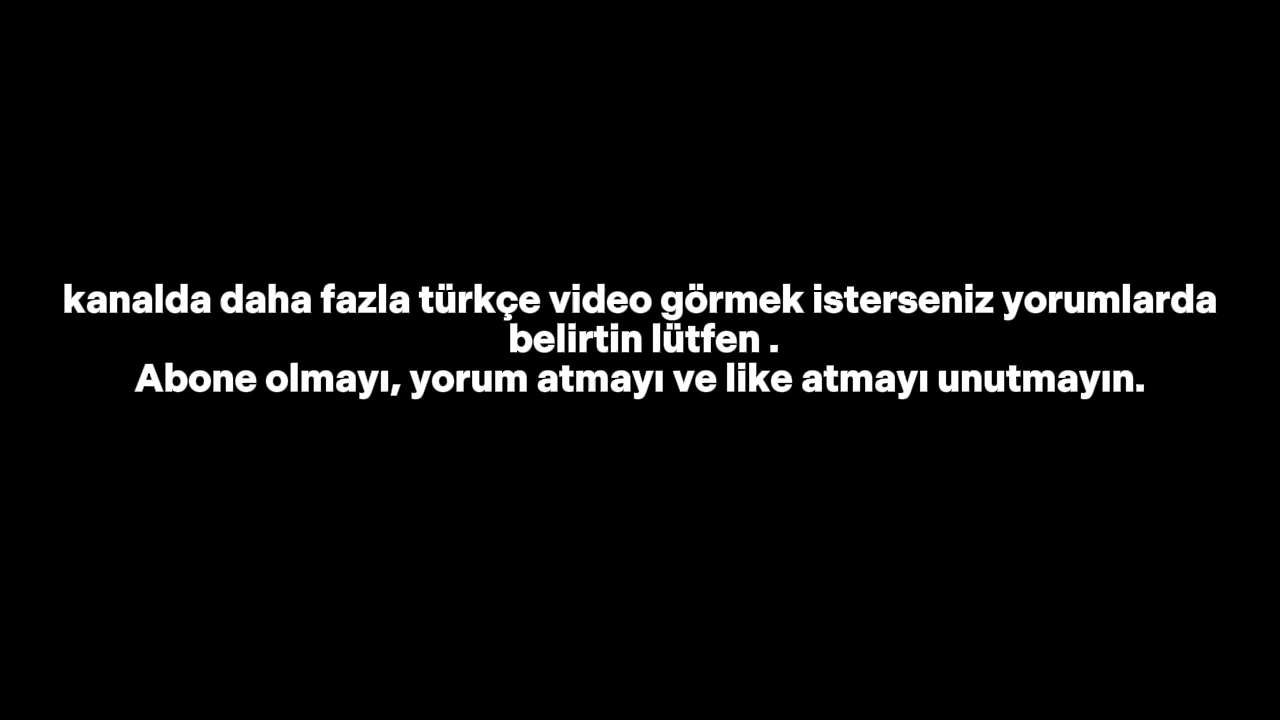 kanalda daha fazla türkçe video görmek isterseniz yorumlarda
belirtin lütfen .
Abone olmayı, yorum atmayı ve like atmayı unutmayın.